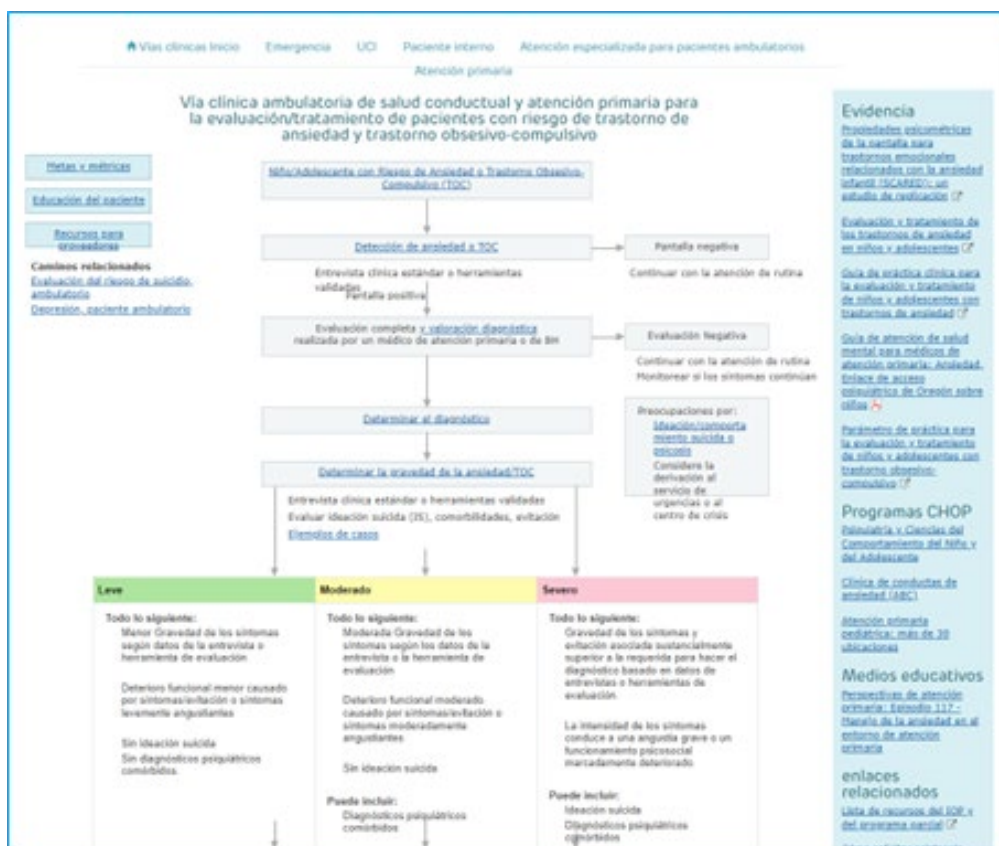 Vías clínicas Inicio Emergencia UCI Paciente interno Atención especializada para pacientes ambulatorios
Atención primaria
Vía clínica ambulatoria de salud conductual y atención primaria para
la evaluación/tratamiento de pacientes con riesgo de trastorno de
ansiedad y trastorno obsesivo-compulsivo
Metas y métricas
Educación del paciente
Recursos para
proveedores
Caminos relacionados
Evaluación del riesgo de suicidio,
ambulatorio
Depresión, paciente ambulatorio
Niño/Adolescente con Riesgo de Ansiedad o Trastorno Obsesivo-
Compulsivo (TOC)
Detección de ansiedad o TOC
Pantalla negativa
Entrevista clínica estándar o herramientas
validadas
Continuar con la atención de rutina
Pantalla positiva
Evaluación completa y valoración diagnóstica
realizada por un médico de atención primaria o de BH
Evaluación Negativa
Continuar con la atención de rutina
Monitorear si los síntomas continúan
Determinar el diagnóstico
Preocupaciones por:
Ideación/comporta
miento suicida o
psicosis
Considere la
derivación al
servicio de
urgencias o al
centro de crisis
Determinar la gravedad de la ansiedad/TOC
Entrevista clínica estándar o herramientas validadas
Evaluar ideación suicida (IS), comorbilidades, evitación
Ejemplos de casos
Leve
Todo lo siguiente:
Menor Gravedad de los síntomas
según datos de la entrevista o
herramienta de evaluación
Deterioro funcional menor causado
por síntomas/evitación o síntomas
levemente angustiantes
Sin ideación suicida
Sin diagnósticos psiquiátricos
comórbidos.
Moderado
Todo lo siguiente:
Moderada Gravedad de los
síntomas según los datos de la
entrevista o la herramienta de
evaluación
Deterioro funcional moderado
causado por síntomas/evitación o
síntomas moderadamente
angustiantes
Sin ideación suicida
Puede incluir:
Diagnósticos psiquiátricos
comórbidos
Severo
Todo lo siguiente:
Gravedad de los síntomas y
evitación asociada sustancialmente
superior a la requerida para hacer el
diagnóstico basado en datos de
entrevistas o herramientas de
evaluación.
La intensidad de los síntomas
conduce a una angustia grave o un
funcionamiento psicosocial
marcadamente deteriorado
Puede incluir:
Ideación suicida
Diagnósticos psiquiátricos
comórbidos
Evidencia
Propiedades psicométricas
de la pantalla para
trastornos emocionales
relacionados con la ansiedad
infantil (SCARED): un
estudio de replicación
Evaluación y tratamiento de
los trastornos de ansiedad
en niños y adolescentes
Guía de práctica clínica para
la evaluación y tratamiento
de niños y adolescentes con
trastornos de ansiedad
Guía de atención de salud
mental para médicos de
atención primaria: Ansiedad.
Enlace de acceso
psiquiátrico de Oregón sobre
niños
Parámetro de práctica para
la evaluación y tratamiento
de niños y adolescentes con
trastorno obsesivo-
compulsivo
Programas CHOP
Psiquiatría y Ciencias del
Comportamiento del Niño y
del Adolescente
Clínica de conductas de
ansiedad (ABC)
Atención primaria
pediátrica: más de 30
ubicaciones
Medios educativos
Perspectivas de atención
primaria: Episodio 117 -
Manejo de la ansiedad en el
entorno de atención
primaria
enlaces
relacionados
Lista de recursos del IOP y
del programa parcial